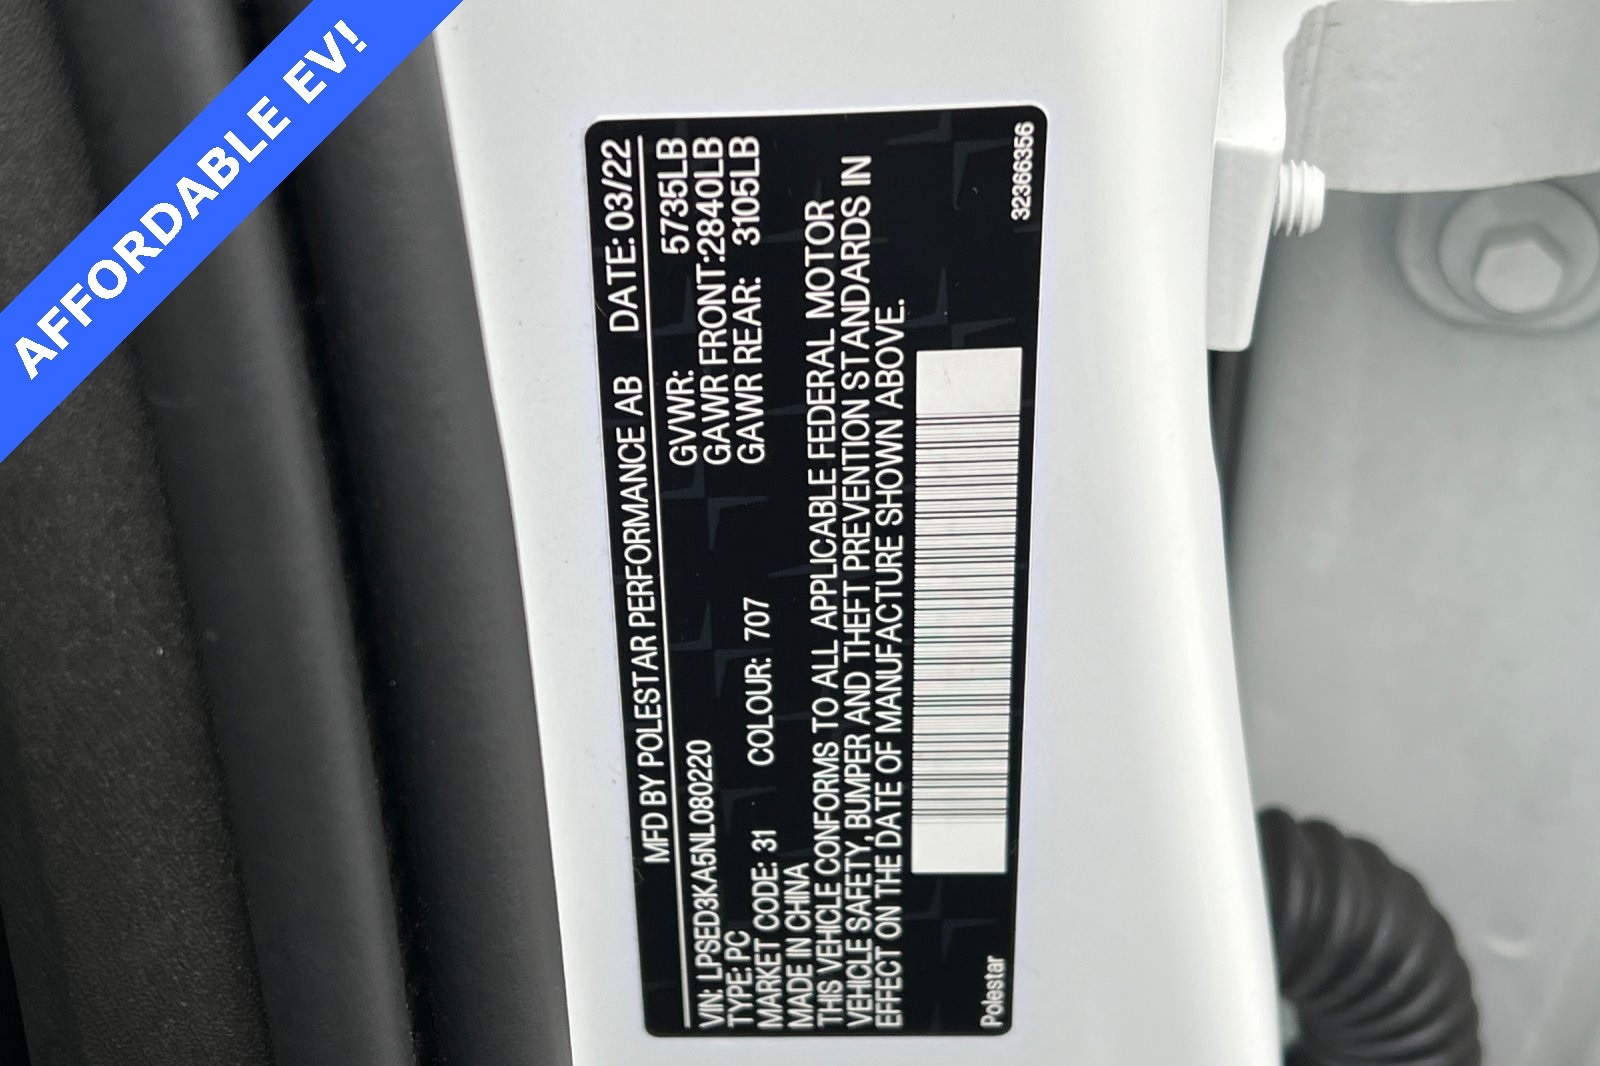 AFFORDABLE EV!
MFD BY POLESTAR PERFORMANCE AB DATE: 03/22
VIN: LPSED3KA5NL080220
TYPE: PC
MARKET CODE: 31 COLOUR: 707
MADE IN CHINA
GVWR: 5735LB
GAWR FRONT:2840LB
GAWR REAR: 3105LB
THIS VEHICLE CONFORMS TO ALL APPLICABLE FEDERAL MOTOR
VEHICLE SAFETY, BUMPER AND THEFT PREVENTION STANDARDS IN
EFFECT ON THE DATE OF MANUFACTURE SHOWN ABOVE.
Polestar
32366356